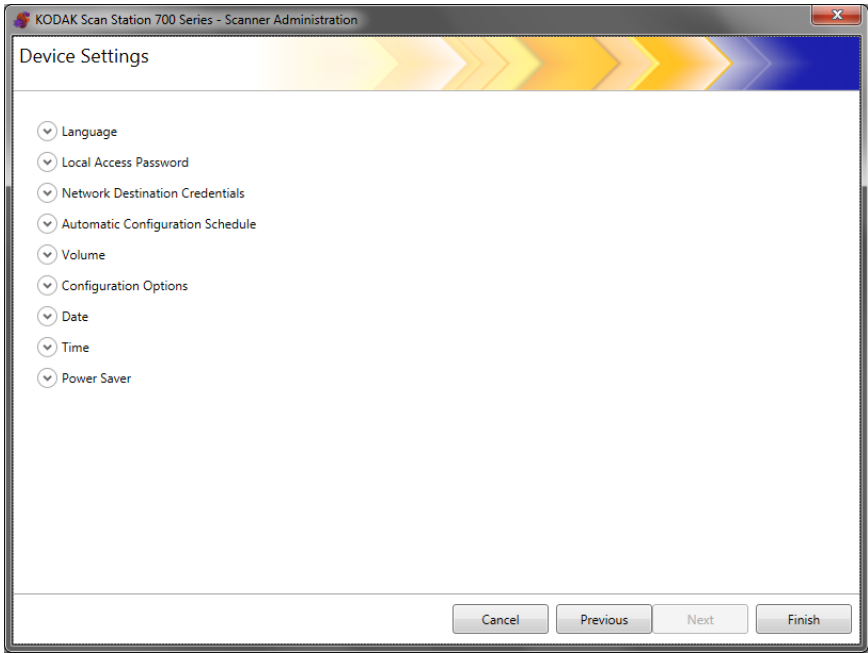 KODAK Scan Station 700 Series - Scanner Administration
Device Settings
Language
Local Access Password
Network Destination Credentials
Automatic Configuration Schedule
Volume
Configuration Options
Date
Time
Power Saver
Cancel Previous Next Finish